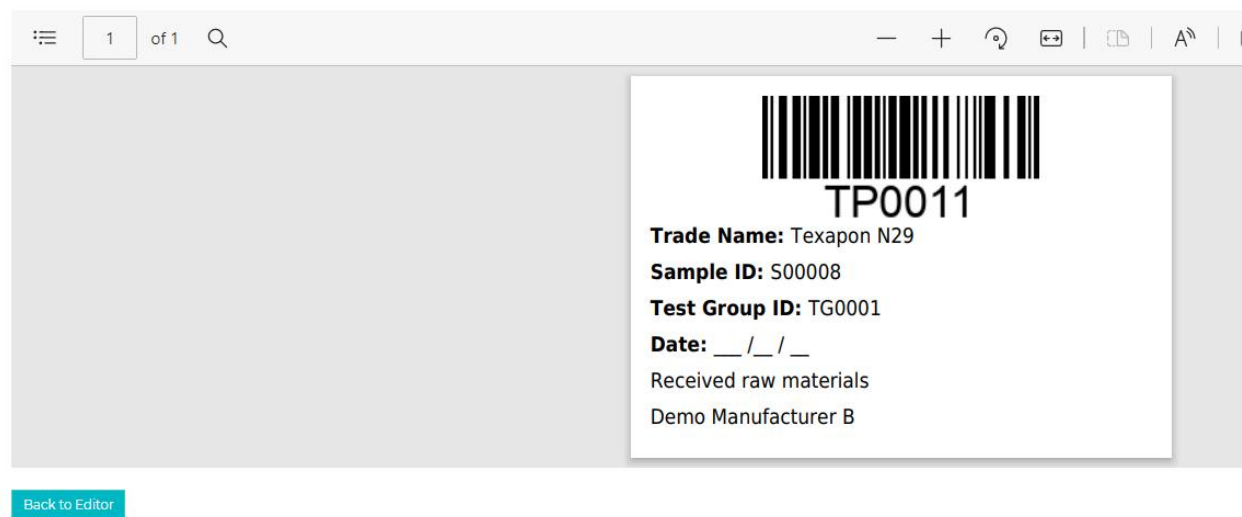 1 of 1
TP0011
Trade Name: Texapon N29
Sample ID: S00008
Test Group ID: TG0001
Date: ___ /__ / __
Received raw materials
Demo Manufacturer B
Back to Editor